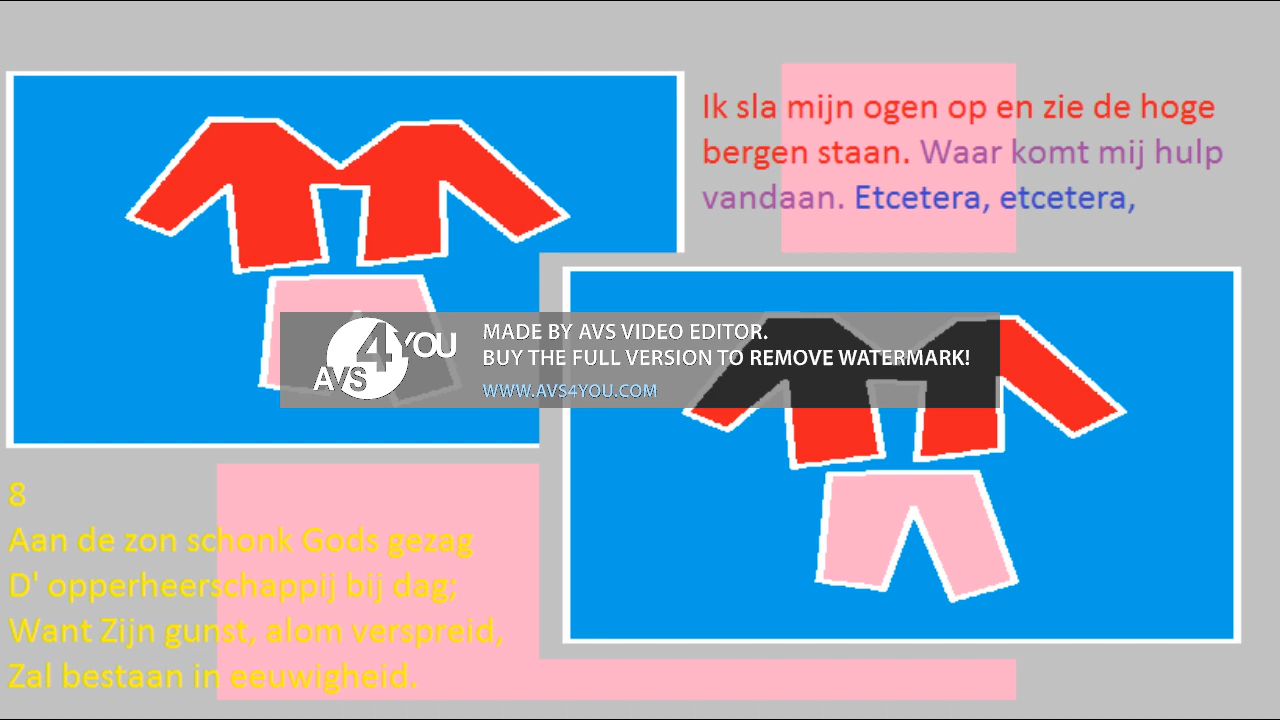 Ik sla mijn ogen op en zie de hoge
bergen staan. Waar komt mij hulp
vandaan. Etcetera, etcetera,
AVS4YOU
MADE BY AVS VIDEO EDITOR.
BUY THE FULL VERSION TO REMOVE WATERMARK!
WWW.AVS4YOU.COM
8
Aan de zon schonk Gods gezag
D' opperheerschappij bij dag;
Want Zijn gunst, alom verspreid,
Zal bestaan in eeuwigheid.